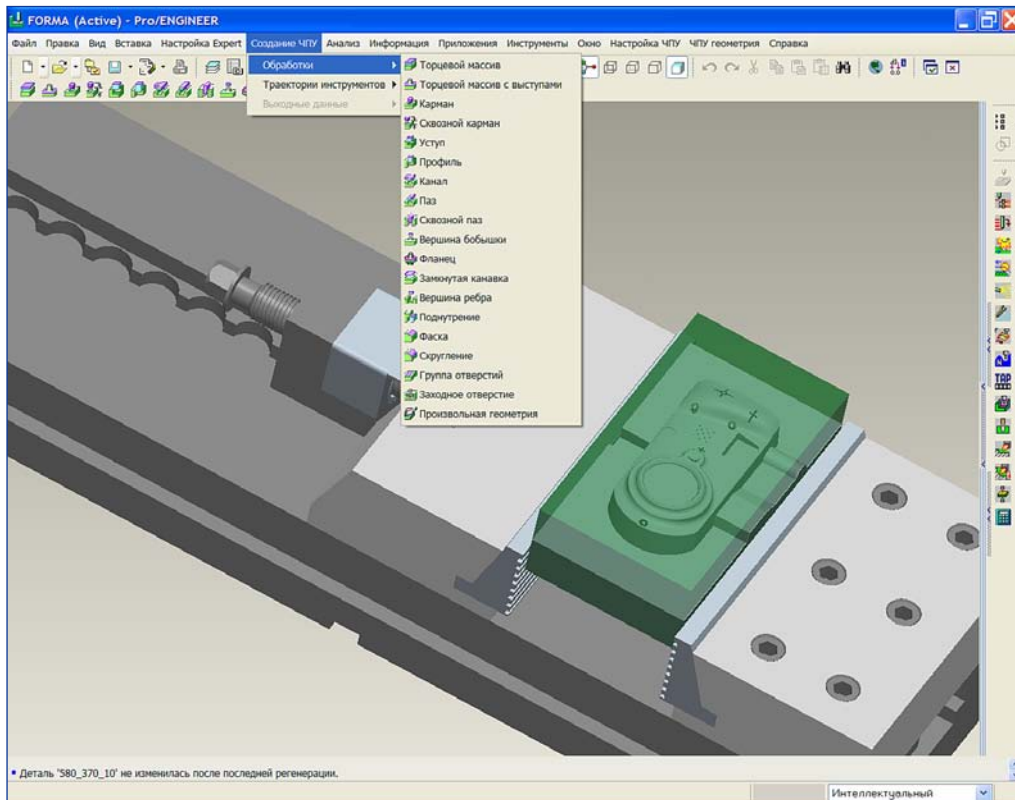 FORMA (Active) - Pro/ENGINEER
Файл Правка Вид Вставка Настройка Expert Создание ЧПУ Анализ Информация Приложения Инструменты Окно Настройка ЧПУ ЧПУ геометрия Справка
Обработки
Траектории инструментов
Выходные данные
Торцевой массив
Торцевой массив с выступами
Карман
Сквозной карман
Уступ
Профиль
Канал
Паз
Сквозной паз
Вершина бобышки
Фланец
Замкнутая канавка
Вершина ребра
Поднутрение
Фаска
Скругление
Группа отверстий
Заходное отверстие
Произвольная геометрия
TAP
• Деталь '580_370_10' не изменилась после последней регенерации.
Интеллектуальный